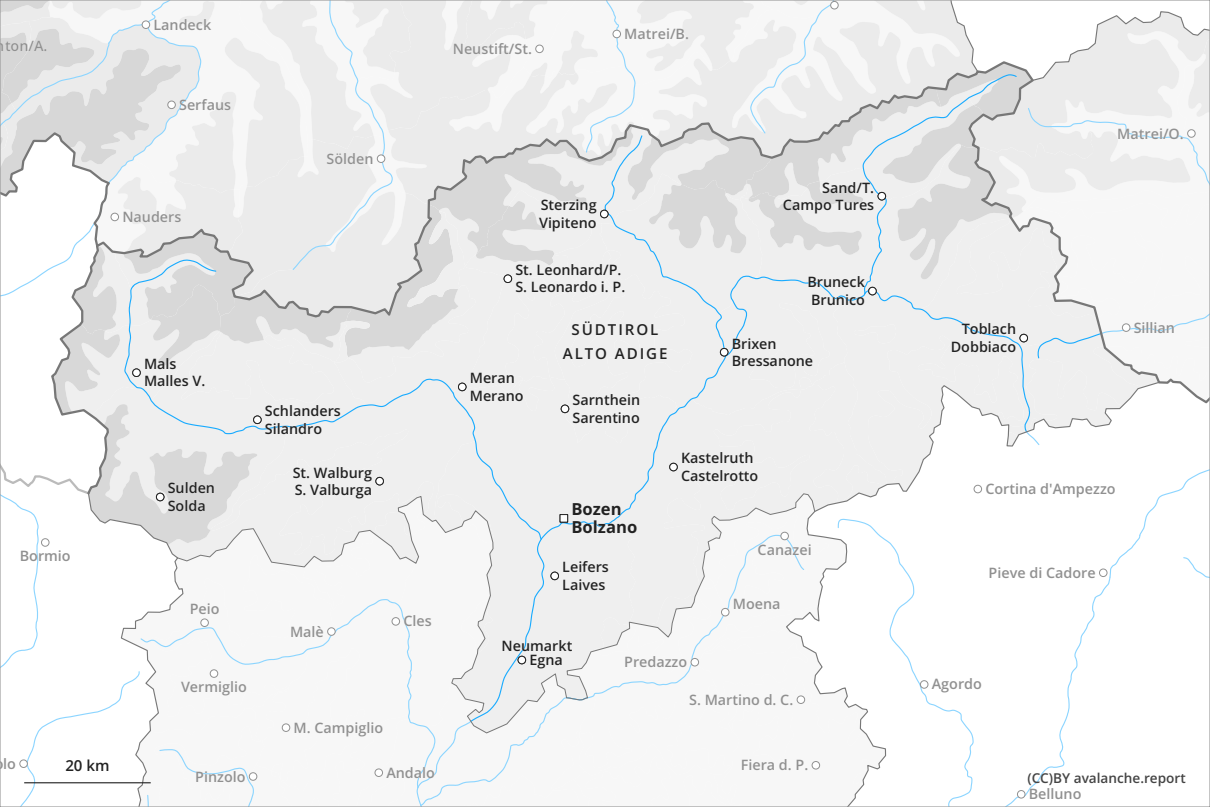 Landeck
Matrei/B.
Neustift/St.
Serfaus
Matrei/O.
Sölden
Nauders
Sand/T.
Campo Tures
Sterzing
Vipiteno
St. Leonhard/P.
S. Leonardo i. P.
Bruneck
Brunico
SÜDTIROL
ALTO ADIGE
Toblach
Dobbiaco
Sillian
Brixen
Bressanone
Mals
Malles V.
Meran
Merano
Sarnthein
Sarentino
Schlanders
Silandro
Kastelruth
Castelrotto
St. Walburg
S. Valburga
Sulden
Solda
Cortina d'Ampezzo
Bozen
Bolzano
Bormio
Canazei
Leifers
Laives
Pieve di Cadore
Peio
Moena
Cles
Malè
Neumarkt
Egna
Predazzo
Vermiglio
Agordo
S. Martino d. C.
M. Campiglio
Fiera d. P.
20 km
Pinzolo
Andalo
(CC)BY avalanche.report
Belluno